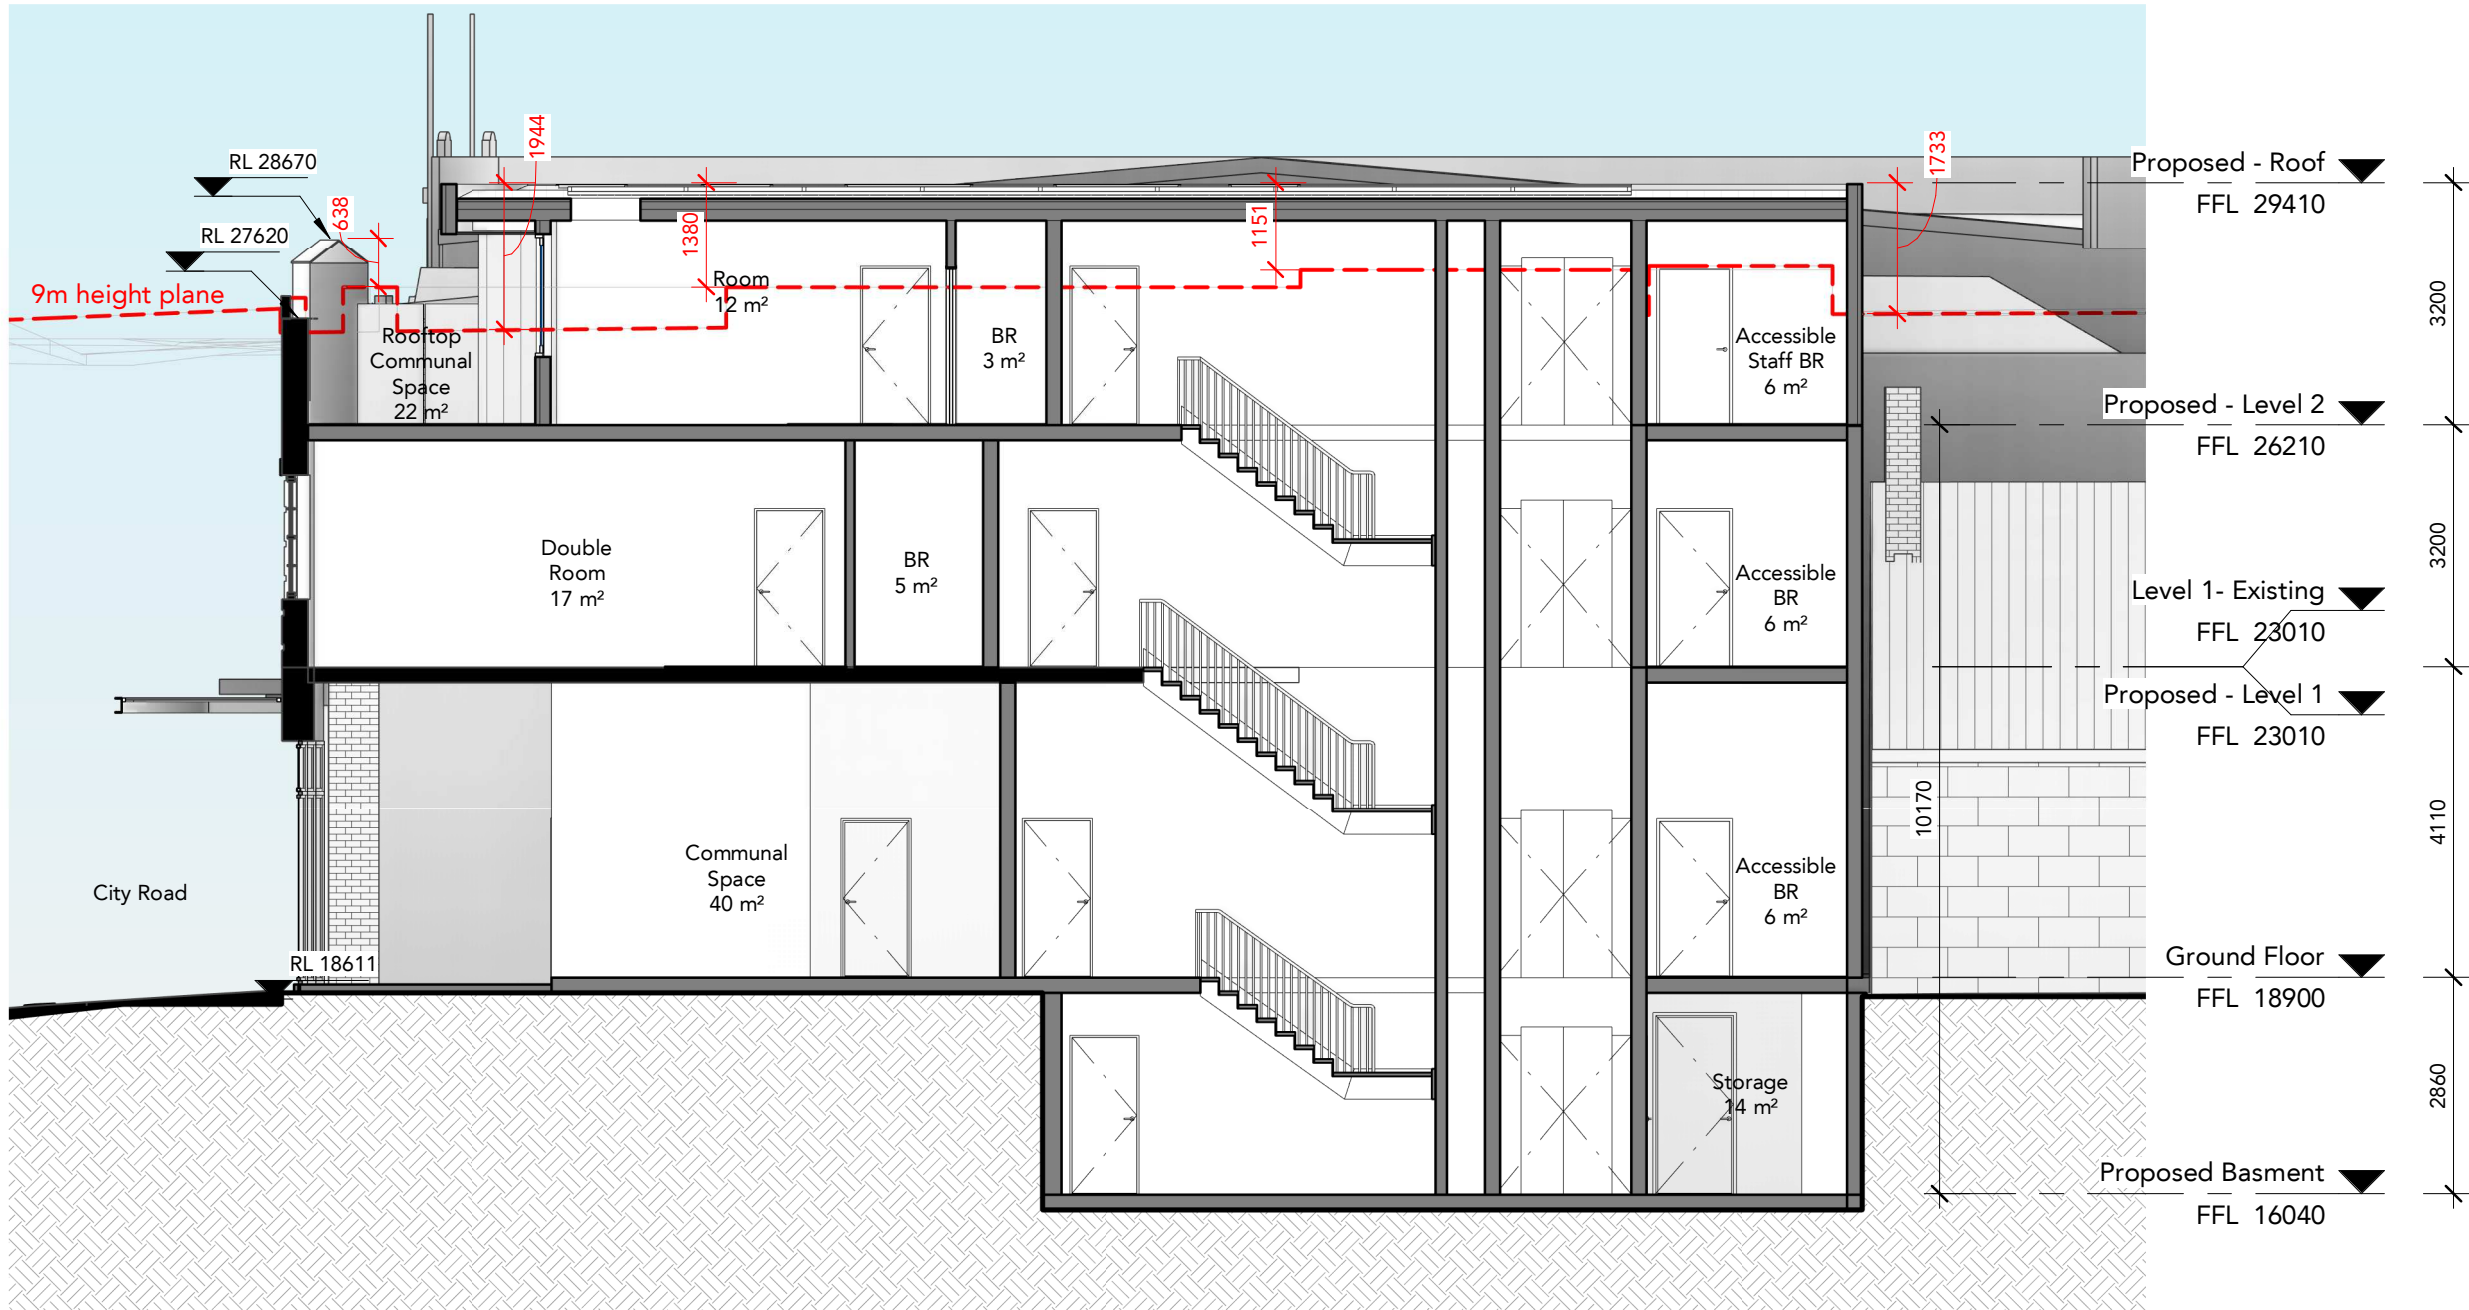 RL 28670
RL 27620
9m height plane
638
1944
1380
1151
1733
Proposed - Roof
FFL 29410
3200
Room
12 m²
Rooftop
Communal
Space
22 m²
BR
3 m²
Accessible
Staff BR
6 m²
Proposed - Level 2
FFL 26210
3200
Double
Room
17 m²
BR
5 m²
Accessible
BR
6 m²
Level 1- Existing
FFL 23010
Proposed - Level 1
FFL 23010
10170
4110
Communal
Space
40 m²
Accessible
BR
6 m²
City Road
RL 18611
Ground Floor
FFL 18900
2860
Storage
14 m²
Proposed Basment
FFL 16040